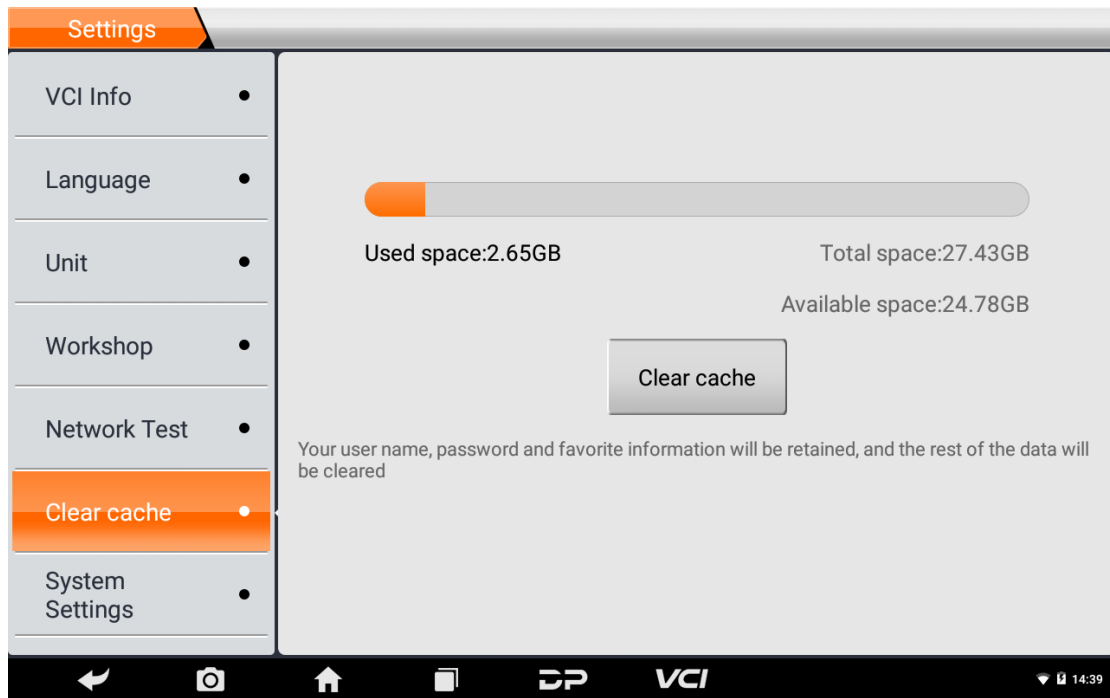 Settings
VCI Info
Language
Unit
Workshop
Network Test
Clear cache
System
Settings
Used space:2.65GB
Total space:27.43GB
Available space:24.78GB
Clear cache
Your user name, password and favorite information will be retained, and the rest of the data will
be cleared
DP
VCI
14:39